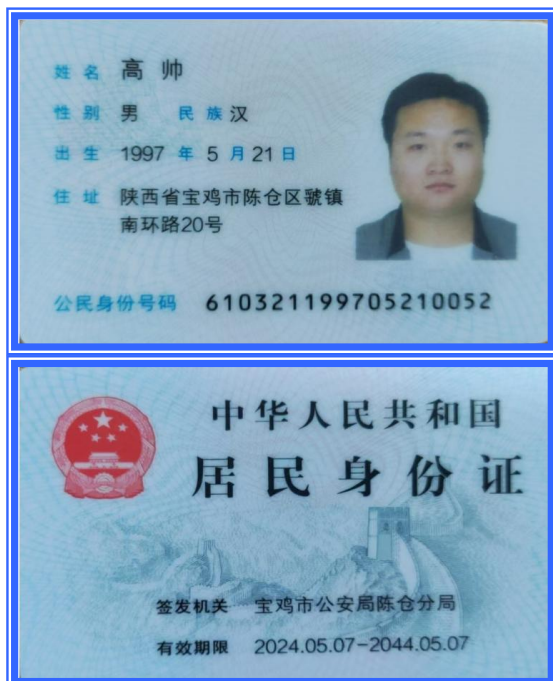 姓名 高帅
性别 男 民族 汉
出生 1997 年 5 月 21 日
住址 陕西省宝鸡市陈仓区虢镇
南环路20号
公民身份号码 610321199705210052
中华人民共和国
居民身份证
签发机关 宝鸡市公安局陈仓分局
有效期限 2024.05.07-2044.05.07